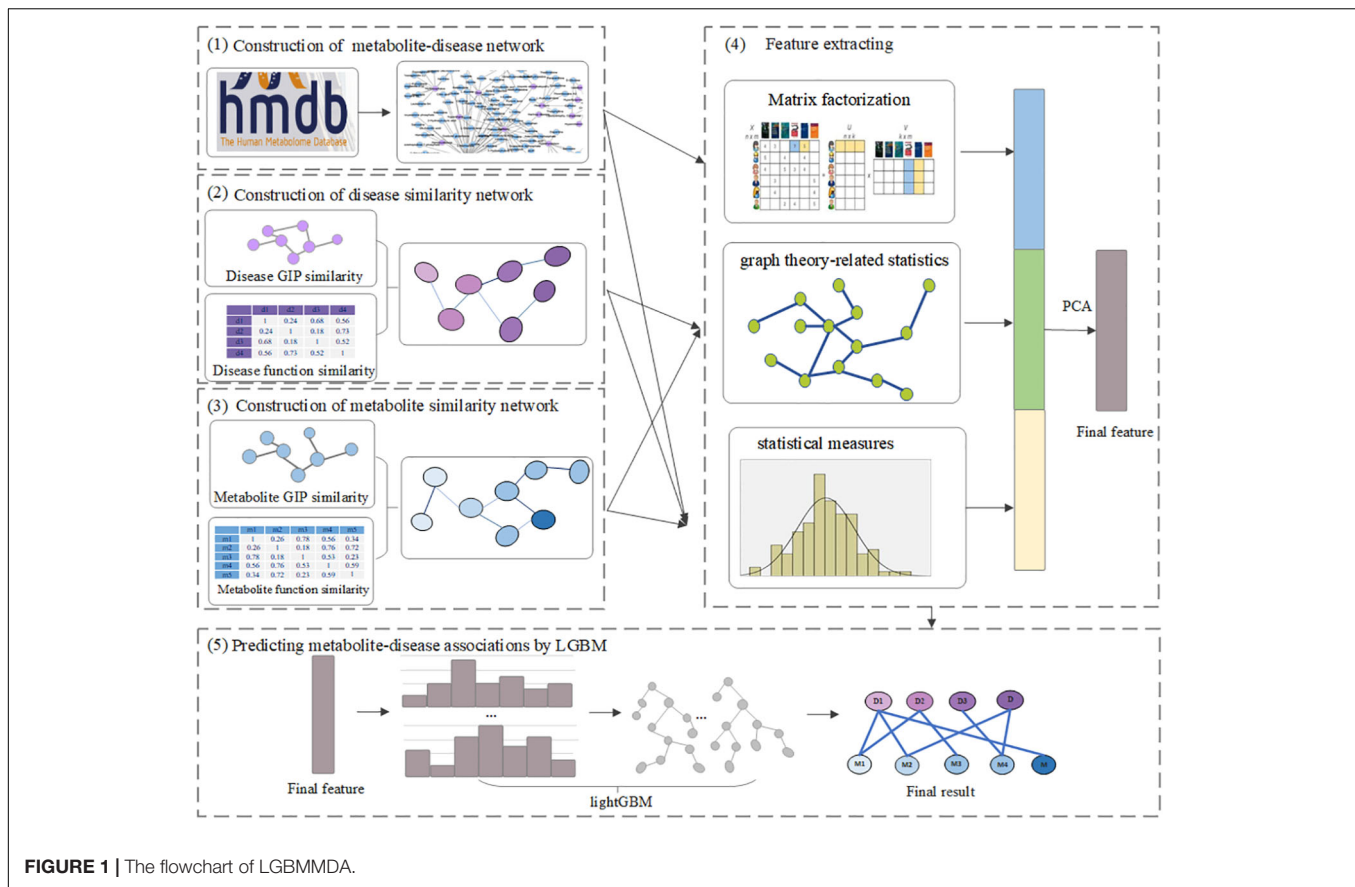 (1) Construction of metabolite-disease network
hmdb
The Human Metabolome Database
(2) Construction of disease similarity network
Disease GIP similarity
d1 d2 d3 d4
d1 1 0.24 0.68 0.56
d2 0.24 1 0.18 0.73
d3 0.68 0.18 1 0.52
d4 0.56 0.73 0.52 1
Disease function similarity
(3) Construction of metabolite similarity network
Metabolite GIP similarity
m1 m2 m3 m4 m5
m1 1 0.26 0.78 0.56 0.34
m2 0.26 1 0.18 0.76 0.72
m3 0.78 0.18 1 0.53 0.23
m4 0.56 0.76 0.53 1 0.59
m5 0.34 0.72 0.23 0.59 1
Metabolite function similarity
(4) Feature extracting
Matrix factorization
X U V
n x m n x k k x m
graph theory-related statistics
statistical measures
PCA
Final feature
(5) Predicting metabolite-disease associations by LGBM
Final feature
...
...
lightGBM
D1 D2 D3 D
M1 M2 M3 M4 M
Final result
FIGURE 1 | The flowchart of LGBMMDA.